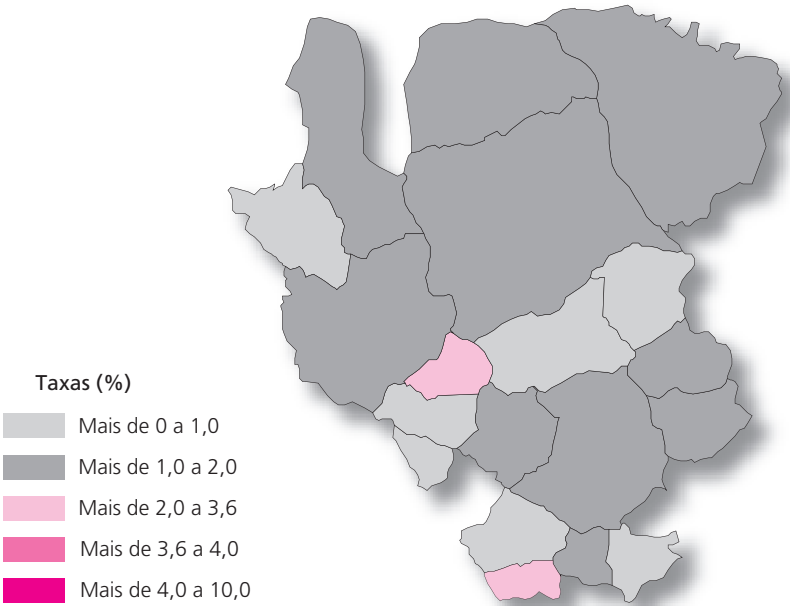 Taxas (%)
Mais de 0 a 1,0
Mais de 1,0 a 2,0
Mais de 2,0 a 3,6
Mais de 3,6 a 4,0
Mais de 4,0 a 10,0